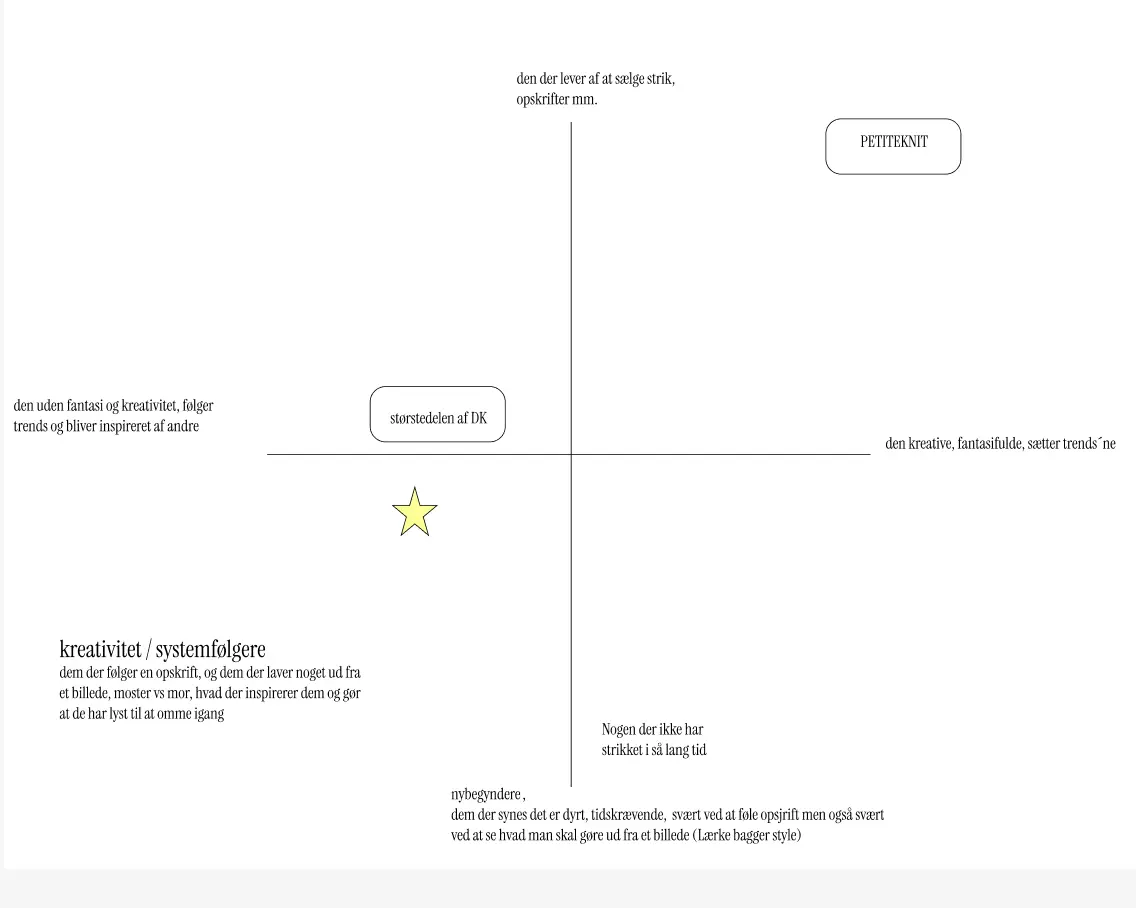 den der lever af at sælge strik,
opskrifter mm.
PETITEKNIT
den uden fantasi og kreativitet, følger
trends og bliver inspireret af andre
størstedelen af DK
den kreative, fantasifulde, sætter trends´ne
kreativitet / systemfølgere
dem der følger en opskrift, og dem der laver noget ud fra
et billede, moster vs mor, hvad der inspirerer dem og gør
at de har lyst til at omme igang
Nogen der ikke har
strikket i så lang tid
nybegyndere ,
dem der synes det er dyrt, tidskrævende, svært ved at føle opsjrift men også svært
ved at se hvad man skal gøre ud fra et billede (Lærke bagger style)